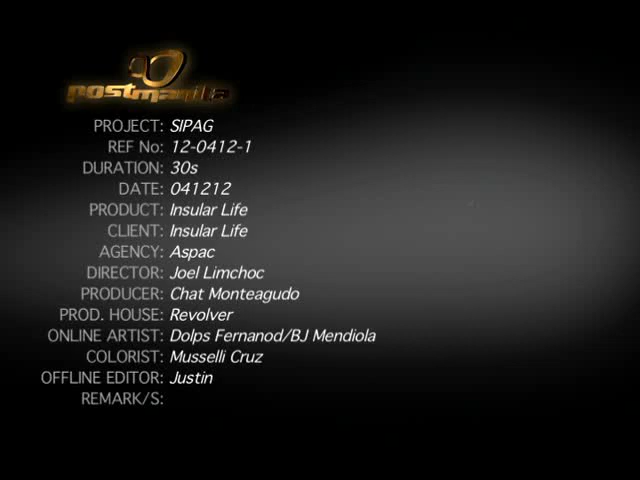 postmanila
PROJECT: SIPAG
REF No: 12-0412-1
DURATION: 30s
DATE: 041212
PRODUCT: Insular Life
CLIENT: Insular Life
AGENCY: Aspac
DIRECTOR: Joel Limchoc
PRODUCER: Chat Monteagudo
PROD. HOUSE: Revolver
ONLINE ARTIST: Dolps Fernanod/BJ Mendiola
COLORIST: Musselli Cruz
OFFLINE EDITOR: Justin
REMARK/S: